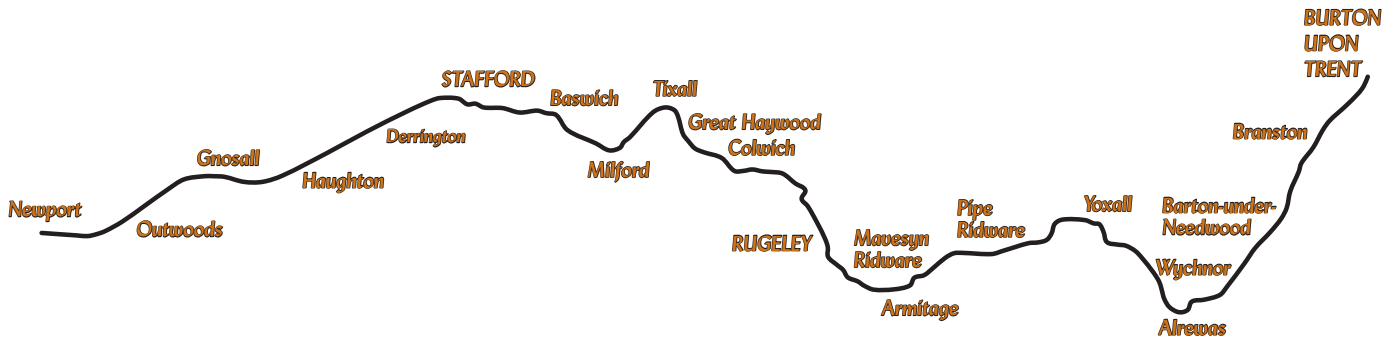 Newport
Outwoods
Gnosall
Haughton
Derrington
STAFFORD
Baswich
Milford
Tixall
Great Haywood
Colwich
RUGELEY
Mavesyn
Ridware
Armitage
Pipe
Ridware
Yoxall
Barton-under-
Needwood
Wychnor
Alrewas
Branston
BURTON
UPON
TRENT